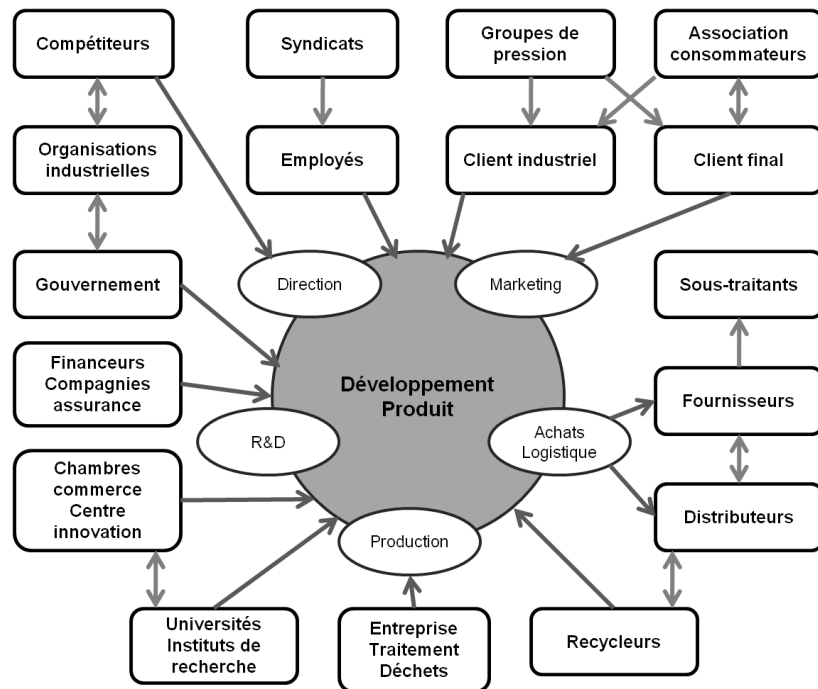 Compétiteurs
Syndicats
Groupes de
pression
Association
consommateurs
Organisations
industrielles
Employés
Client industriel
Client final
Gouvernement
Direction
Marketing
Sous-traitants
Financeurs
Compagnies
assurance
Développement
Produit
Fournisseurs
R&D
Achats
Logistique
Chambres
commerce
Centre
innovation
Distributeurs
Production
Universités
Instituts de
recherche
Entreprise
Traitement
Déchets
Recycleurs